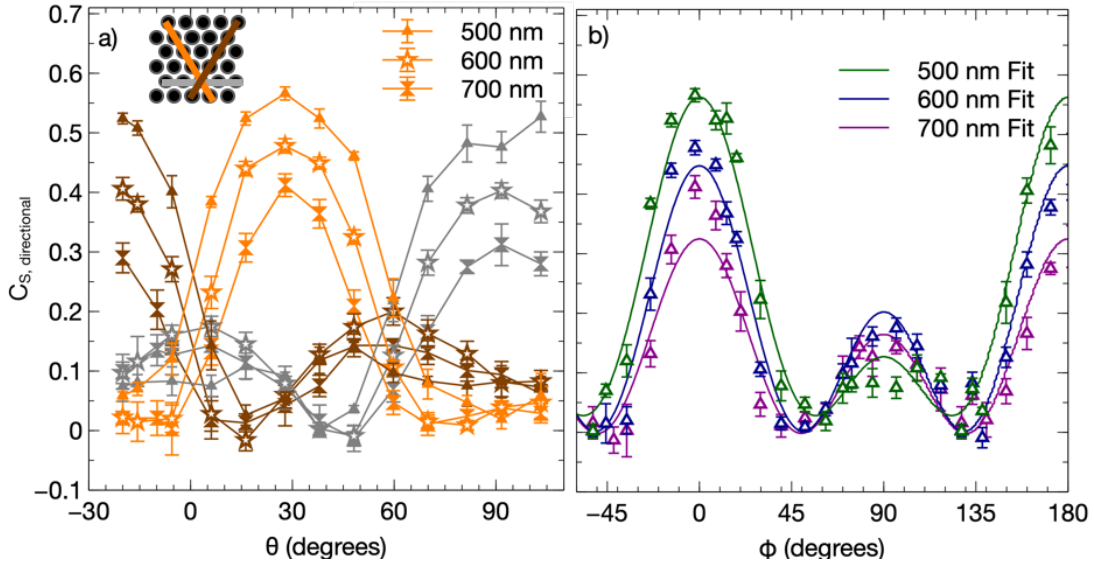 a)
500 nm
600 nm
700 nm
0.7
0.6
0.5
0.4
0.3
0.2
0.1
0
−0.1
C_S, directional
−30
0
30
60
90
θ (degrees)
b)
500 nm Fit
600 nm Fit
700 nm Fit
−45
0
45
90
135
180
Φ (degrees)